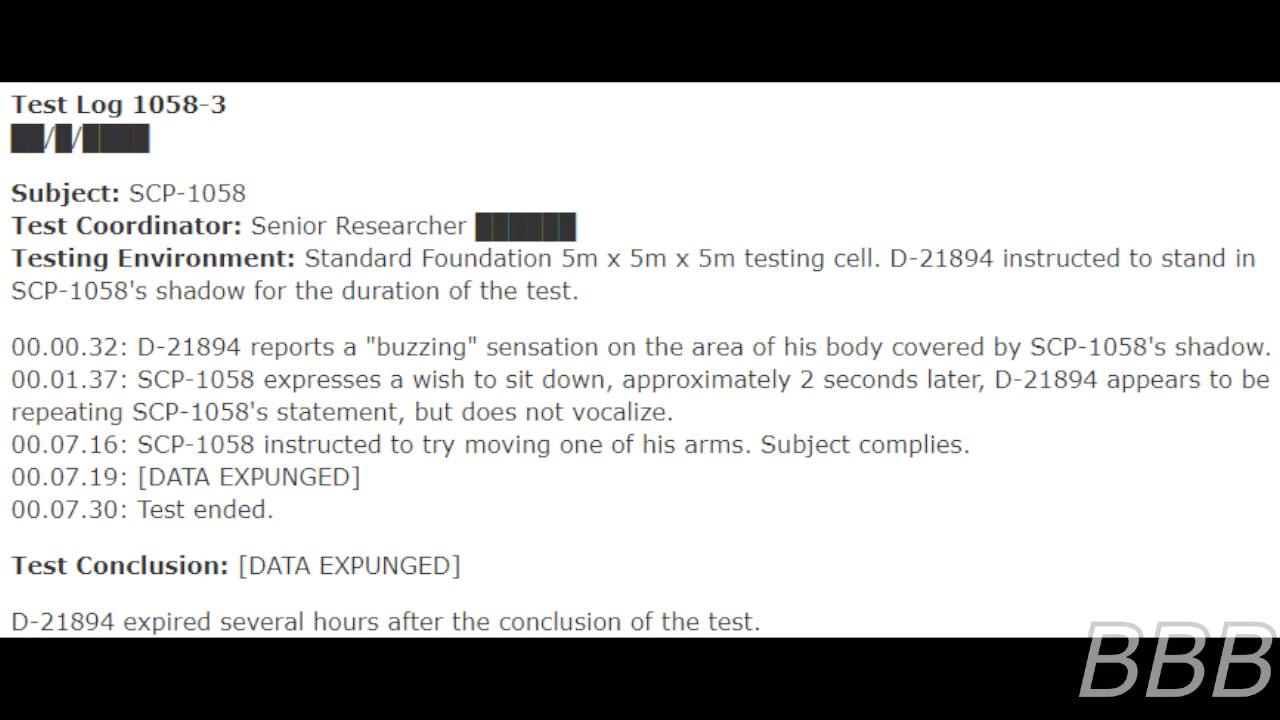 Test Log 1058-3
██/█/████
Subject: SCP-1058
Test Coordinator: Senior Researcher ██████
Testing Environment: Standard Foundation 5m x 5m x 5m testing cell. D-21894 instructed to stand in
SCP-1058's shadow for the duration of the test.
00.00.32: D-21894 reports a "buzzing" sensation on the area of his body covered by SCP-1058's shadow.
00.01.37: SCP-1058 expresses a wish to sit down, approximately 2 seconds later, D-21894 appears to be
repeating SCP-1058's statement, but does not vocalize.
00.07.16: SCP-1058 instructed to try moving one of his arms. Subject complies.
00.07.19: [DATA EXPUNGED]
00.07.30: Test ended.
Test Conclusion: [DATA EXPUNGED]
D-21894 expired several hours after the conclusion of the test.
BBB